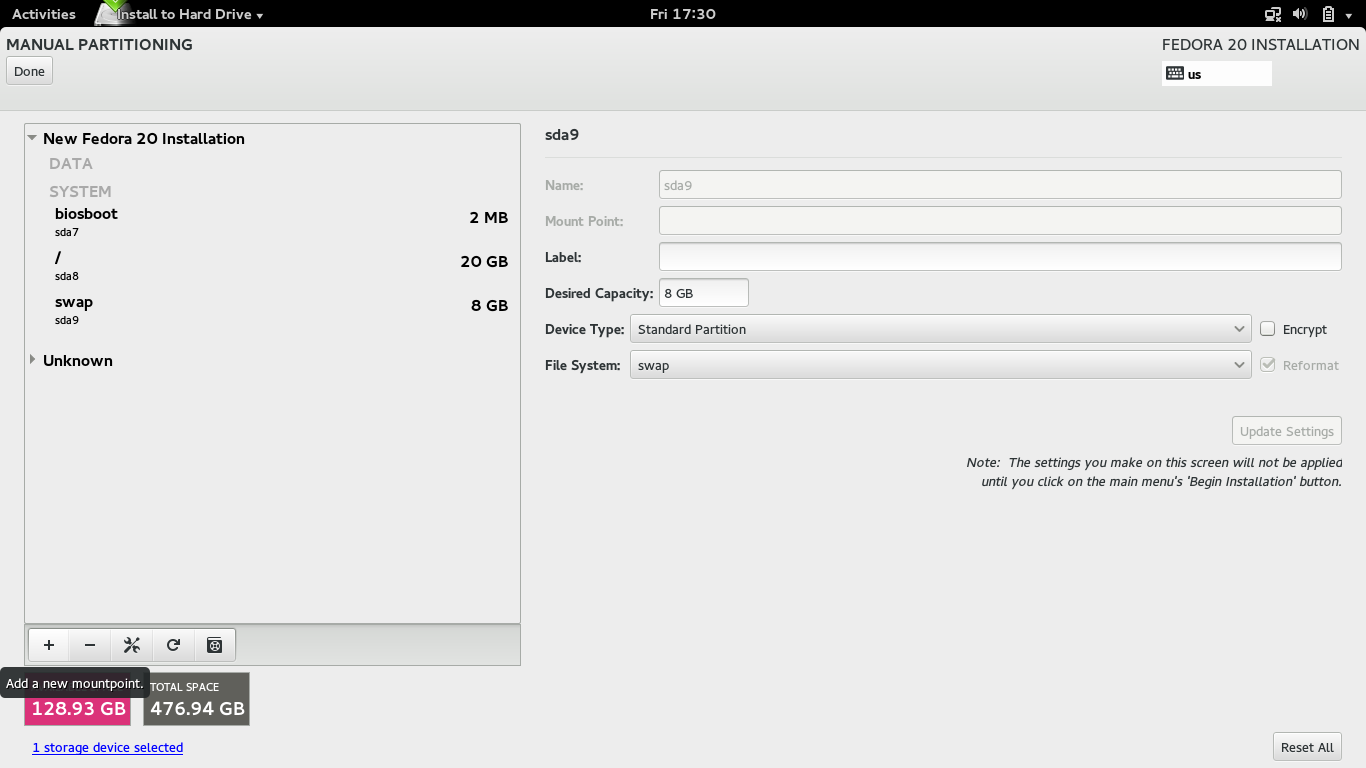 Activities
Install to Hard Drive
Fri 17:30
MANUAL PARTITIONING
FEDORA 20 INSTALLATION
Done
us
New Fedora 20 Installation
DATA
SYSTEM
biosboot
2 MB
sda7
/
20 GB
sda8
swap
8 GB
sda9
Unknown
sda9
Name:
sda9
Mount Point:
Label:
Desired Capacity:
8 GB
Device Type:
Standard Partition
Encrypt
File System:
swap
Reformat
Update Settings
Note: The settings you make on this screen will not be applied
until you click on the main menu's 'Begin Installation' button.
Add a new mountpoint.
128.93 GB
TOTAL SPACE
476.94 GB
1 storage device selected
Reset All